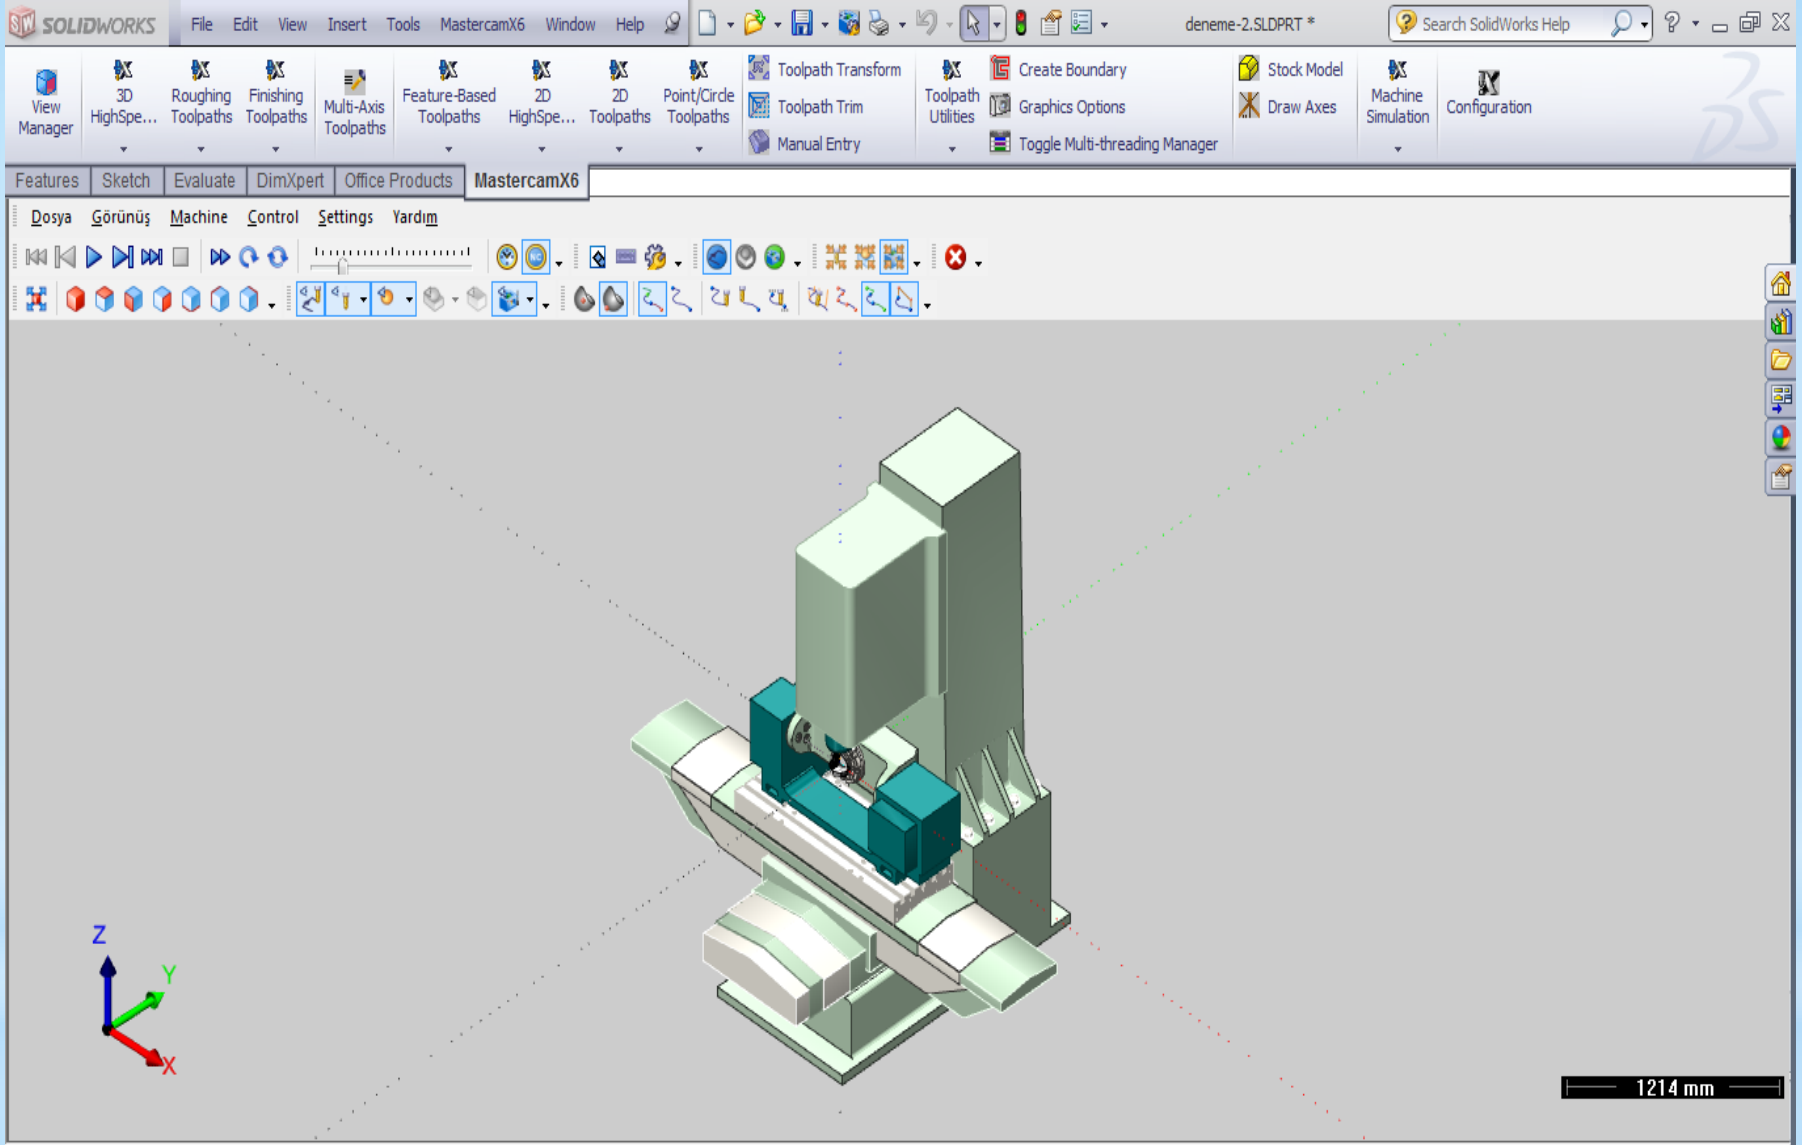 SOLIDWORKS File Edit View Insert Tools MastercamX6 Window Help deneme-2.SLDPRT * Search SolidWorks Help
View Manager
3D HighSpe...
Roughing Toolpaths
Finishing Toolpaths
Multi-Axis Toolpaths
Feature-Based Toolpaths
2D HighSpe...
2D Toolpaths
Point/Circle Toolpaths
Toolpath Transform
Toolpath Trim
Manual Entry
Toolpath Utilities
Create Boundary
Graphics Options
Toggle Multi-threading Manager
Stock Model
Draw Axes
Machine Simulation
Configuration
Features Sketch Evaluate DimXpert Office Products MastercamX6
Dosya Görünüş Machine Control Settings Yardım
Z
Y
X
1214 mm